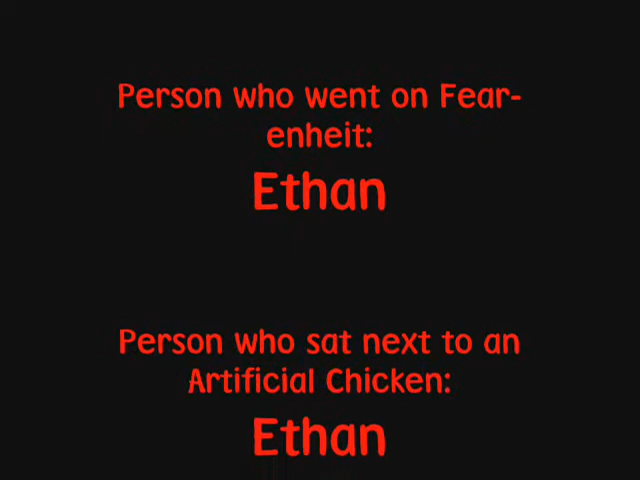 Person who went on Fear-
enheit:
Ethan
Person who sat next to an
Artificial Chicken:
Ethan